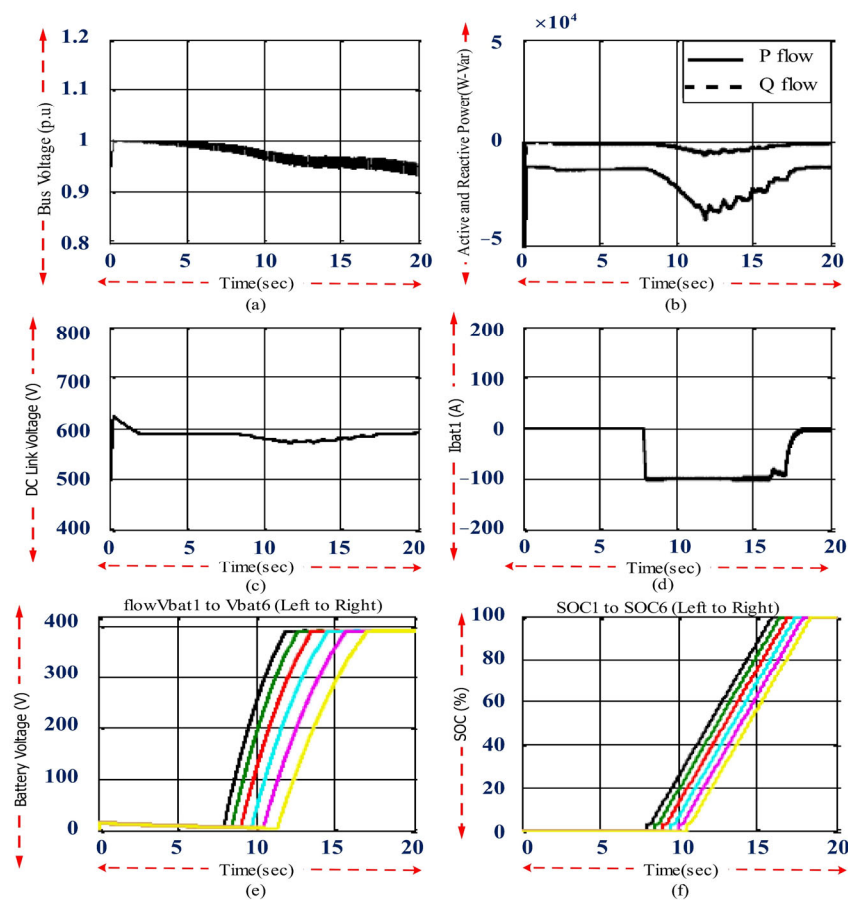 1.2
1.1
1
0.9
0.8
0 5 10 15 20
Bus Voltage (p.u)
Time(sec)
(a)
×10⁴
5
0
−5
0 5 10 15 20
Active and Reactive Power(W-Var)
P flow
Q flow
Time(sec)
(b)
800
700
600
500
400
0 5 10 15 20
DC Link Voltage (V)
Time(sec)
(c)
200
100
0
−100
−200
0 5 10 15 20
Ibat1 (A)
Time(sec)
(d)
flowVbat1 to Vbat6 (Left to Right)
400
300
200
100
0
0 5 10 15 20
Battery Voltage (V)
Time(sec)
(e)
SOC1 to SOC6 (Left to Right)
100
80
60
40
20
0
0 5 10 15 20
SOC (%)
Time(sec)
(f)